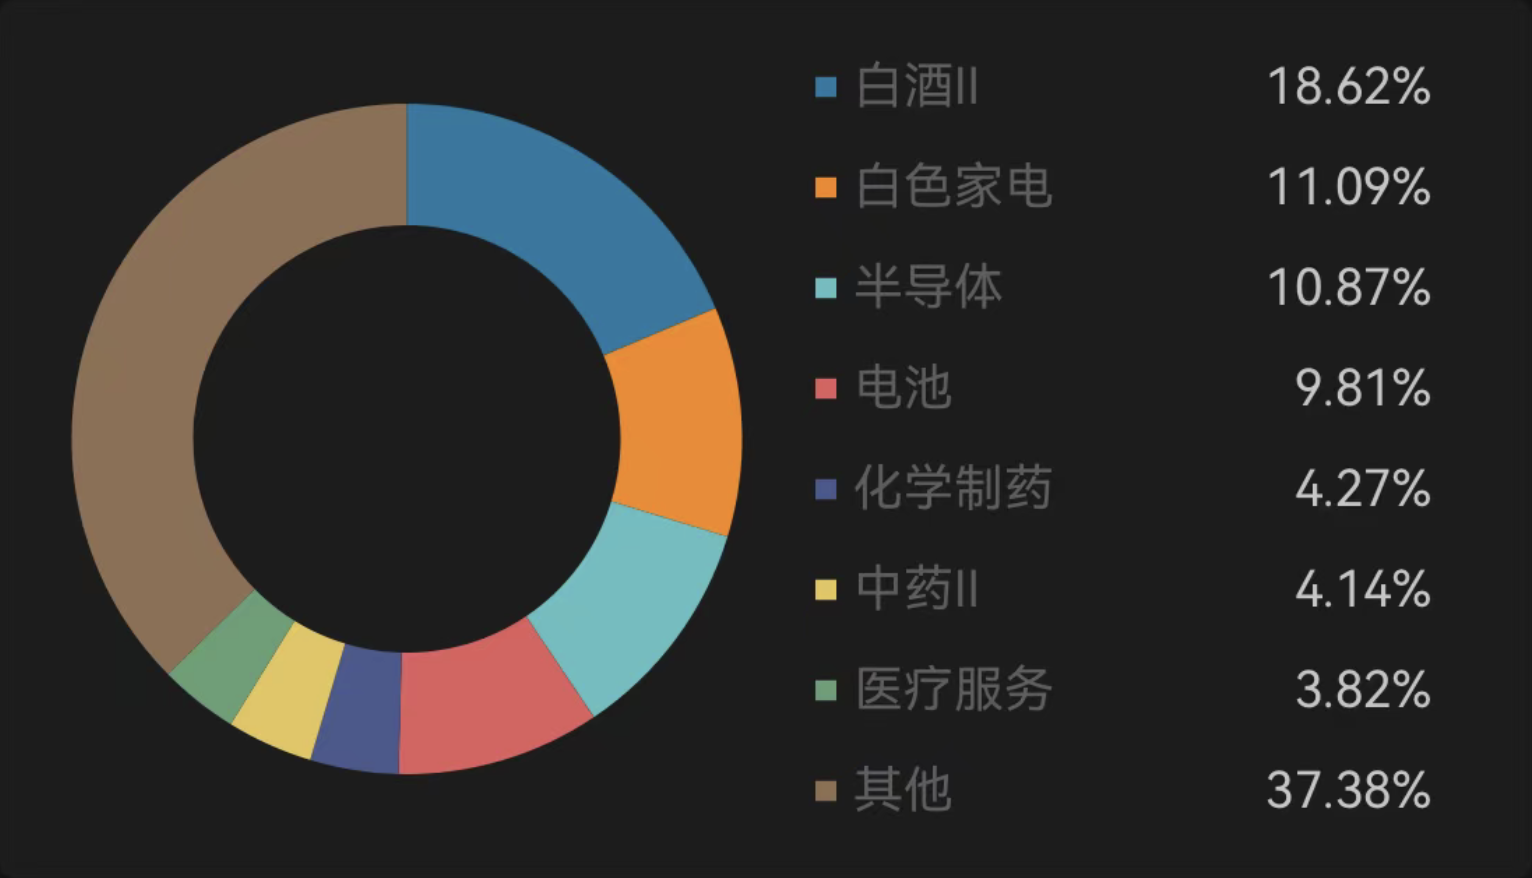 白酒II 18.62%
白色家电 11.09%
半导体 10.87%
电池 9.81%
化学制药 4.27%
中药II 4.14%
医疗服务 3.82%
其他 37.38%